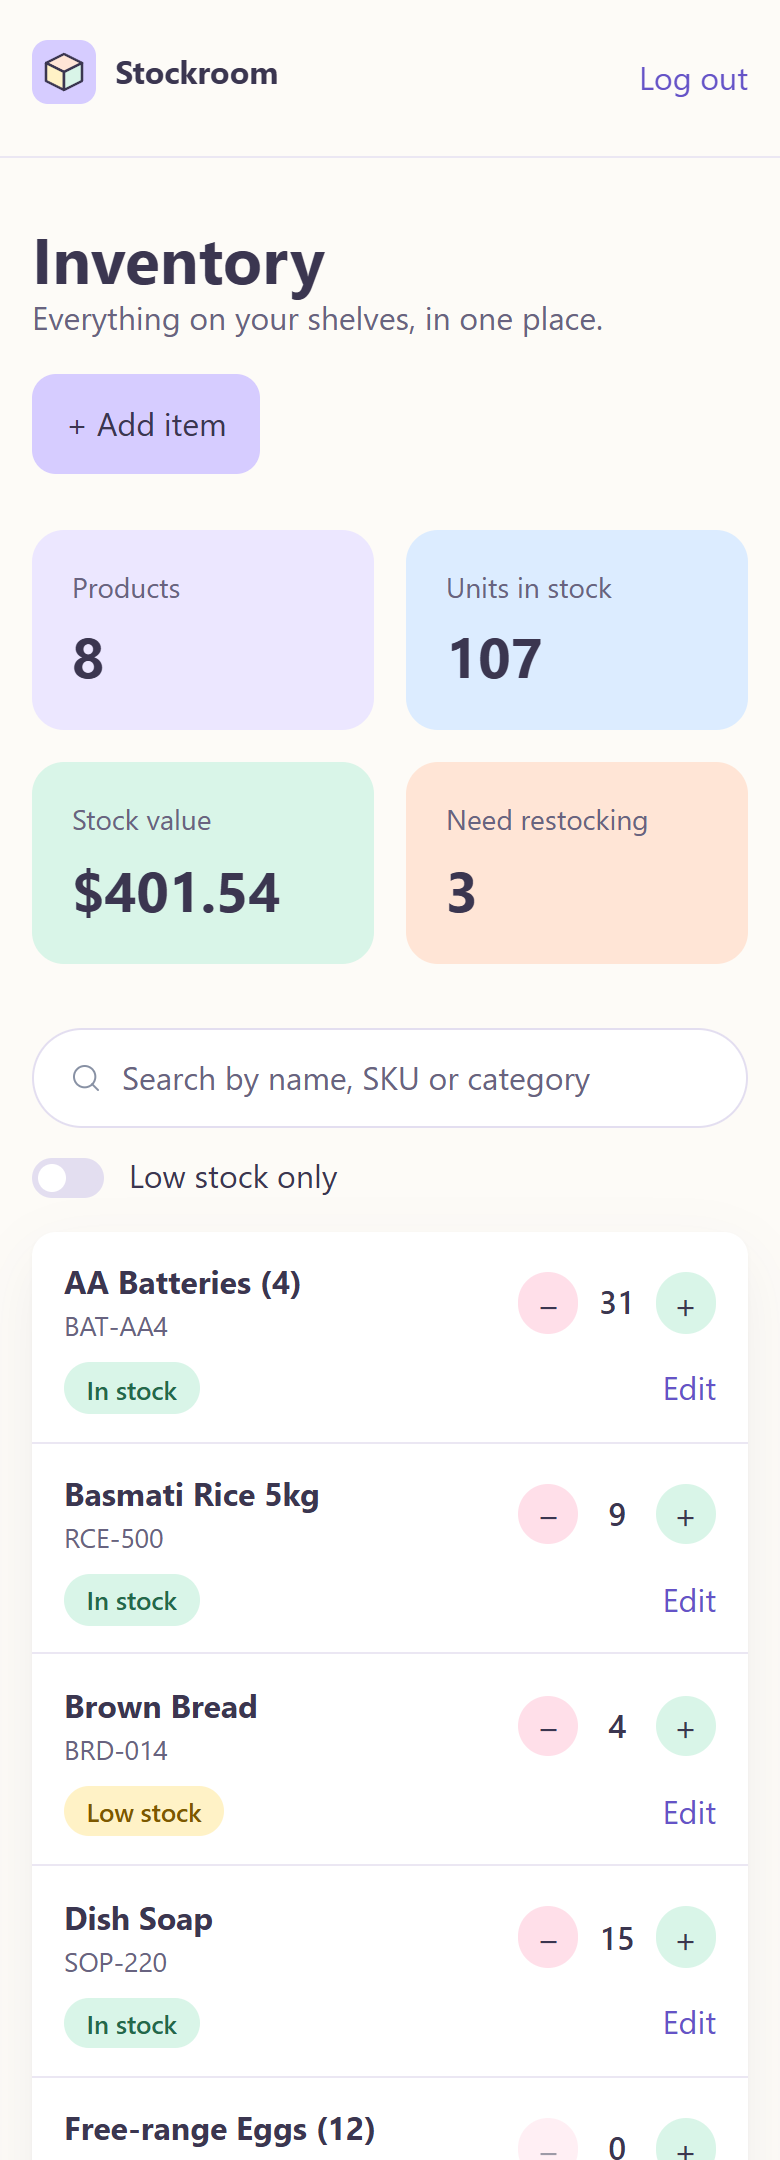 Stockroom
Log out
Inventory
Everything on your shelves, in one place.
+ Add item
Products
8
Units in stock
107
Stock value
$401.54
Need restocking
3
Search by name, SKU or category
Low stock only
AA Batteries (4)
BAT-AA4
– 31 +
In stock
Edit
Basmati Rice 5kg
RCE-500
– 9 +
In stock
Edit
Brown Bread
BRD-014
– 4 +
Low stock
Edit
Dish Soap
SOP-220
– 15 +
In stock
Edit
Free-range Eggs (12)
– 0 +